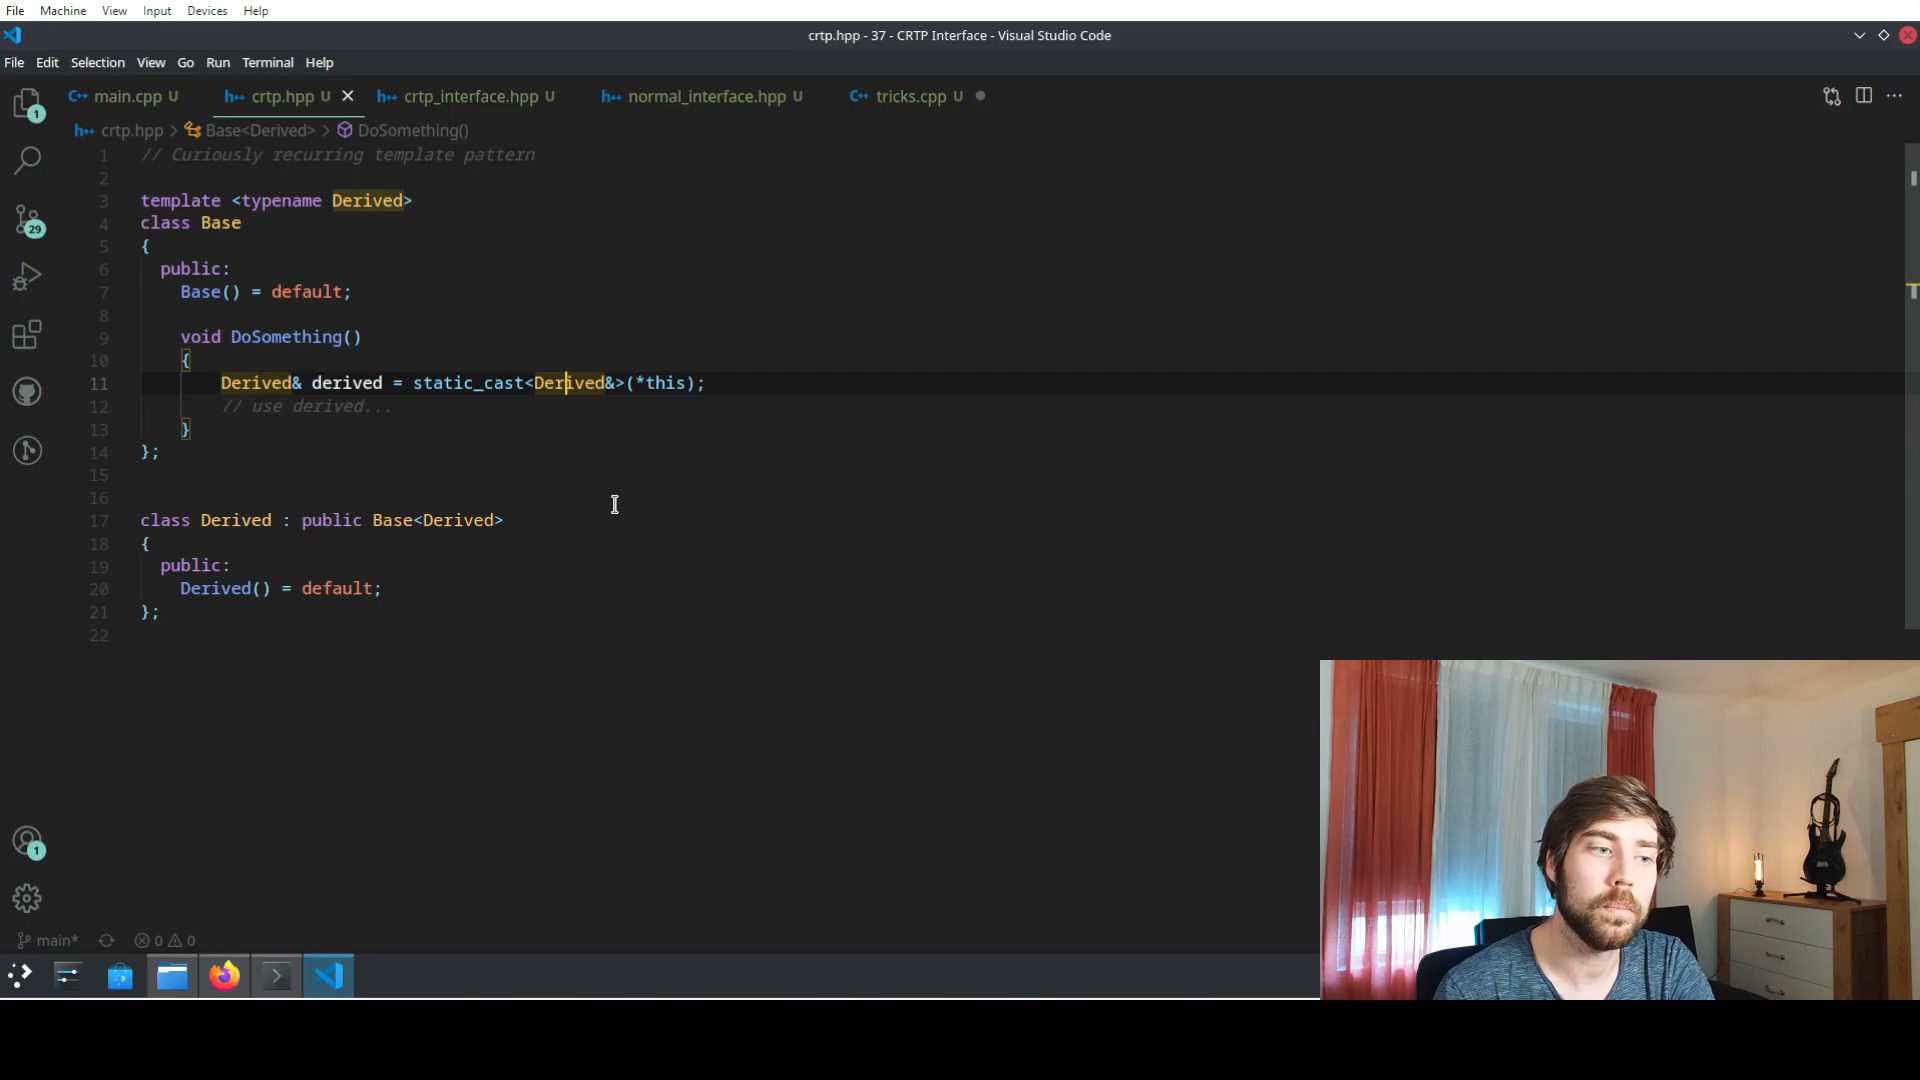 File Machine View Input Devices Help
crtp.hpp - 37 - CRTP Interface - Visual Studio Code
File Edit Selection View Go Run Terminal Help
main.cpp U crtp.hpp U crtp_interface.hpp U normal_interface.hpp U tricks.cpp U
crtp.hpp > Base<Derived> > DoSomething()
1 // Curiously recurring template pattern
2
3 template <typename Derived>
4 class Base
5 {
6 public:
7 Base() = default;
8
9 void DoSomething()
10 {
11 Derived& derived = static_cast<Derived&>(*this);
12 // use derived...
13 }
14 };
15
16
17 class Derived : public Base<Derived>
18 {
19 public:
20 Derived() = default;
21 };
22
1
29
1
main* 0 0